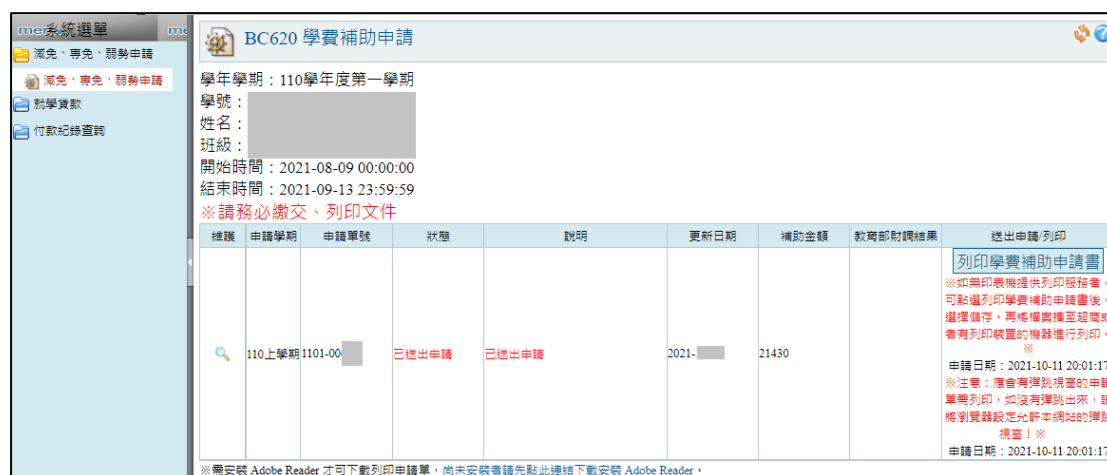 系統選單
減免、專免、弱勢申請
減免、專免、弱勢申請
就學貸款
付款紀錄查詢
BC620 學費補助申請
學年學期：110學年度第一學期
學號：
姓名：
班級：
開始時間：2021-08-09 00:00:00
結束時間：2021-09-13 23:59:59
※請務必繳交、列印文件
維護 申請學期 申請單號 狀態 說明 更新日期 補助金額 教育部財調結果 送出申請/列印
110上學期 1101-00 已送出申請 已送出申請 2021- 21430
列印學費補助申請書
※如無印表機提供列印服務者，
可點選列印學費補助申請書後，
選擇儲存。再將檔案攜至超商或
者有列印裝置的機器進行列印。
※
申請日期：2021-10-11 20:01:17
※注意：應會有彈跳視窗的申請
單需列印，如沒有彈跳出來，請
將瀏覽器設定允許本網站的彈跳
視窗！※
申請日期：2021-10-11 20:01:17
※需安裝 Adobe Reader 才可下載列印申請單，尚未安裝者請先點此連結下載安裝 Adobe Reader。